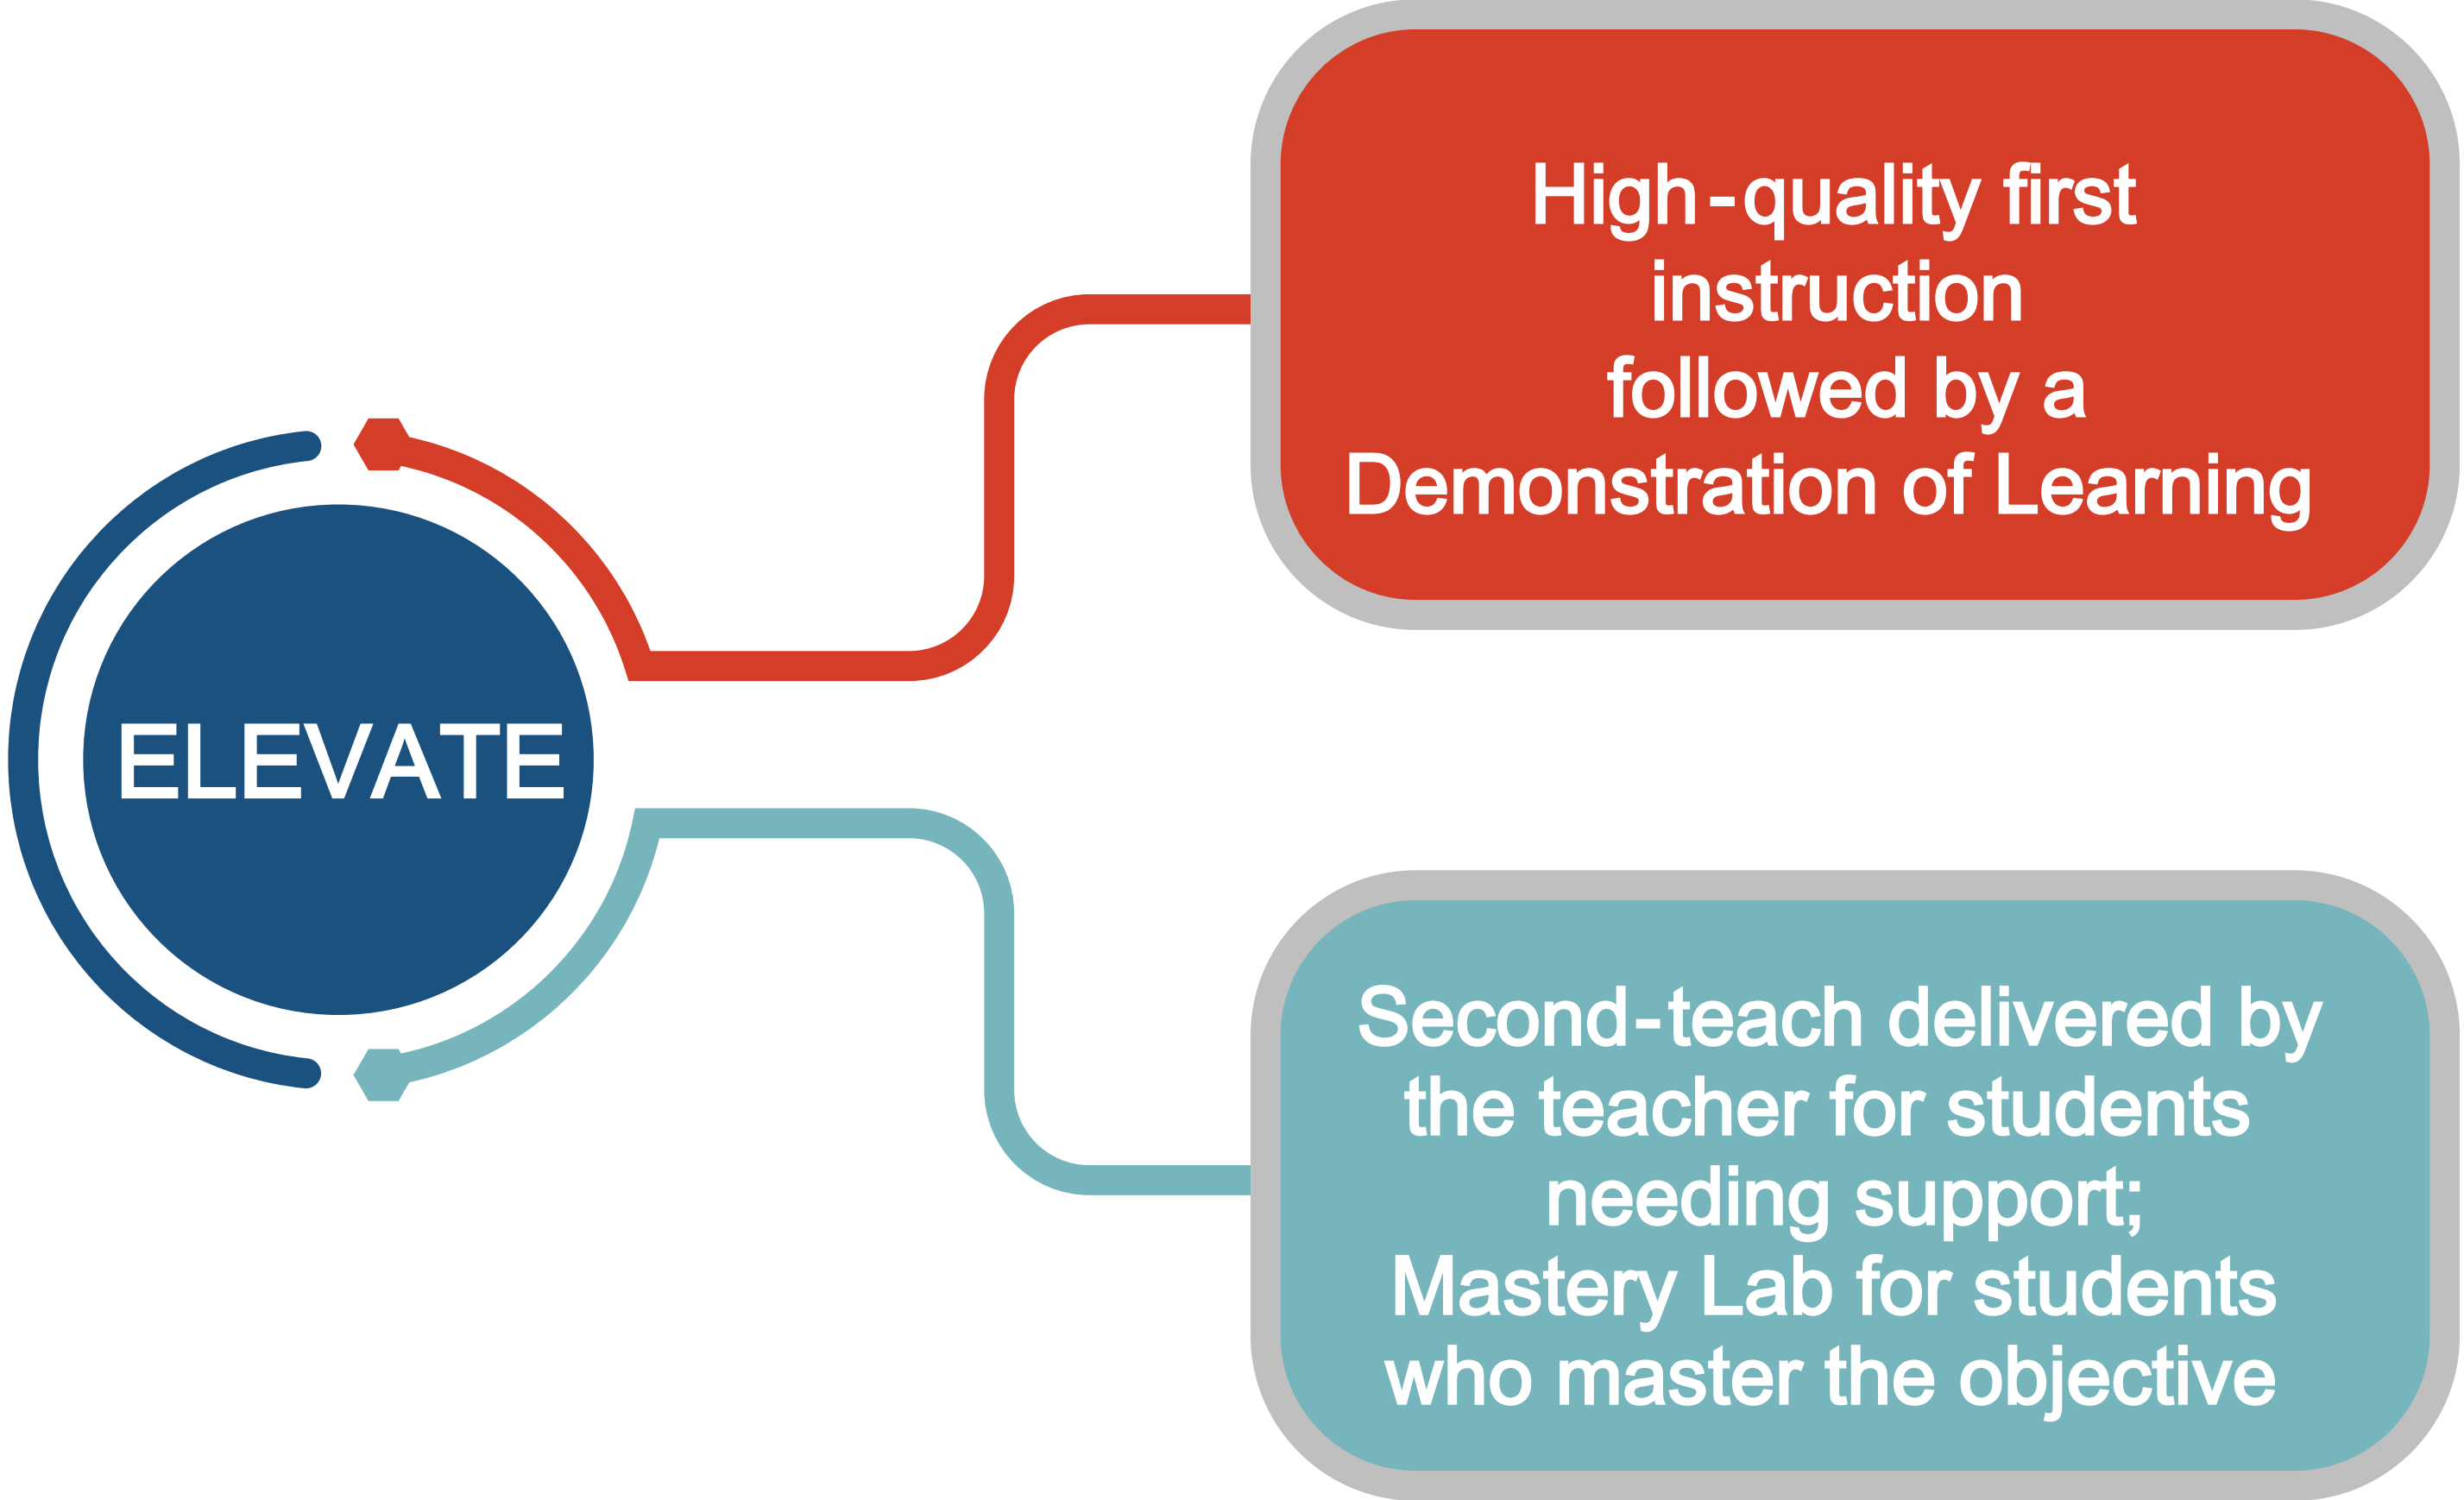 ELEVATE
High-quality first
instruction
followed by a
Demonstration of Learning
Second-teach delivered by
the teacher for students
needing support;
Mastery Lab for students
who master the objective